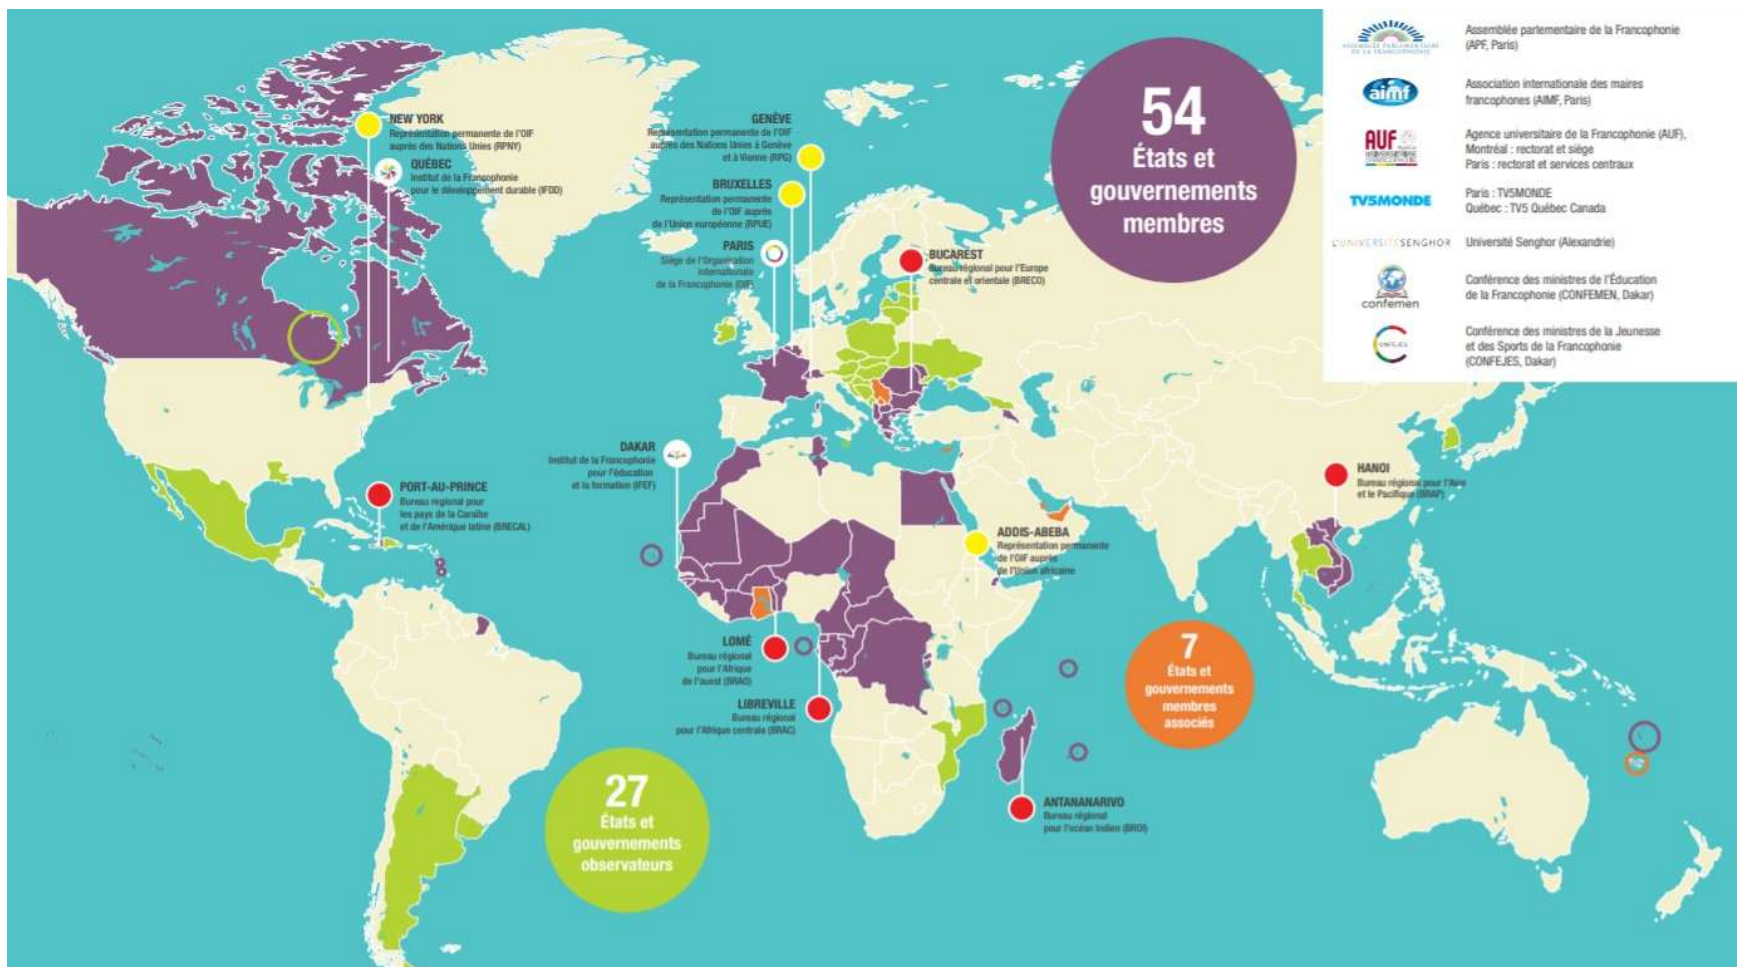 NEW YORK
Représentation permanente de l'OIF
auprès des Nations Unies (RPNY)
QUÉBEC
Institut de la Francophonie
pour le développement durable (IFDD)
GENÈVE
Représentation permanente de l'OIF
auprès des Nations Unies à Genève
et à Vienne (RPG)
BRUXELLES
Représentation permanente
de l'OIF auprès
de l'Union européenne (RPUE)
PARIS
Siège de l'Organisation
internationale
de la Francophonie (OIF)
BUCAREST
Bureau régional pour l'Europe
centrale et orientale (BRECO)
54
États et
gouvernements
membres
ASSEMBLÉE PARLEMENTAIRE
DE LA FRANCOPHONIE
Assemblée parlementaire de la Francophonie
(APF, Paris)
aimf
Association internationale des maires
francophones (AIMF, Paris)
AUF
Agence universitaire de la Francophonie (AUF),
Montréal : rectorat et siège
Paris : rectorat et services centraux
TV5MONDE
Paris : TV5MONDE
Québec : TV5 Québec Canada
L'UNIVERSITÉSENGHOR
Université Senghor (Alexandrie)
confemen
Conférence des ministres de l'Éducation
de la Francophonie (CONFEMEN, Dakar)
CONFEJES
Conférence des ministres de la Jeunesse
et des Sports de la Francophonie
(CONFEJES, Dakar)
DAKAR
Institut de la Francophonie
pour l'éducation
et la formation (IFEF)
PORT-AU-PRINCE
Bureau régional pour
les pays de la Caraïbe
et de l'Amérique latine (BRECAL)
HANOI
Bureau régional pour l'Asie
et le Pacifique (BRAP)
ADDIS-ABEBA
Représentation permanente
de l'OIF auprès
de l'Union africaine
LOMÉ
Bureau régional
pour l'Afrique
de l'ouest (BRAO)
LIBREVILLE
Bureau régional
pour l'Afrique centrale (BRAC)
7
États et
gouvernements
membres
associés
27
États et
gouvernements
observateurs
ANTANANARIVO
Bureau régional
pour l'océan Indien (BROI)